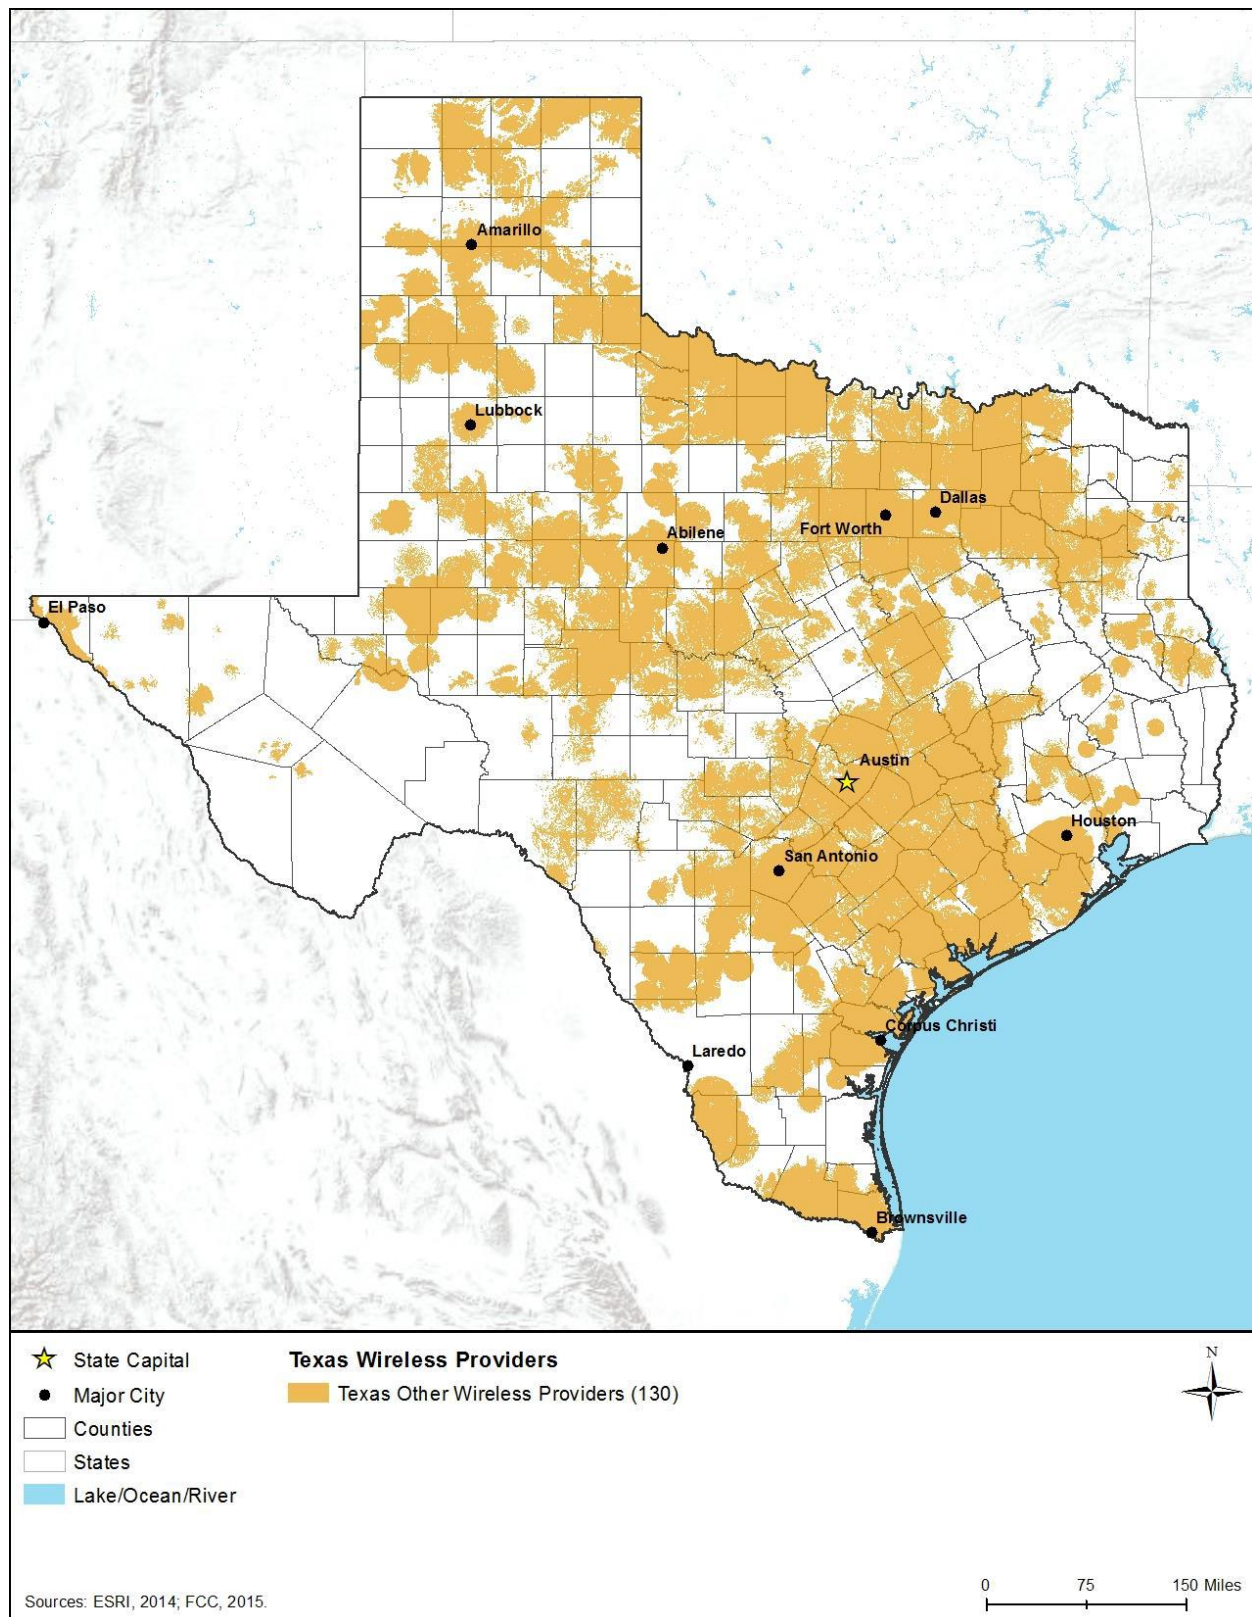 Amarillo
Lubbock
Dallas
Fort Worth
Abilene
El Paso
Austin
Houston
San Antonio
Corpus Christi
Laredo
Brownsville
State Capital
Texas Wireless Providers
N
Major City
Texas Other Wireless Providers (130)
Counties
States
Lake/Ocean/River
0 75 150 Miles
Sources: ESRI, 2014; FCC, 2015.